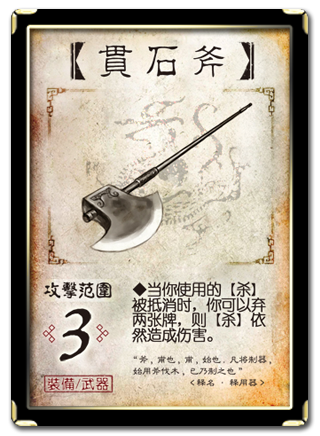 【貫石斧】
攻擊范圍
3
裝備/武器
◆当你使用的【杀】
被抵消时，你可以弃
两张牌，则【杀】依
然造成伤害。
“斧，甫也，甫，始也，凡将制器，
始用斧伐木，已乃制之也”
<释名·释用器>